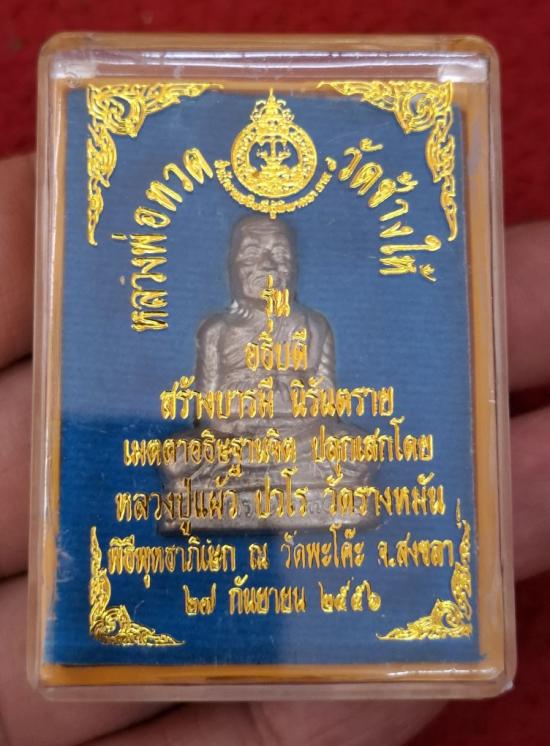 หลวงพ่อทวด วัดช้างให้
รุ่น
อธิบดี
สร้างบารมี นิรันตราย
เมตตาอธิษฐานจิต ปลุกเสกโดย
หลวงปู่แผ้ว ปวโร วัดรางหมัน
พิธีพุทธาภิเษก ณ วัดพะโค๊ะ จ.สงขลา
๒๗ กันยายน ๒๕๕๖